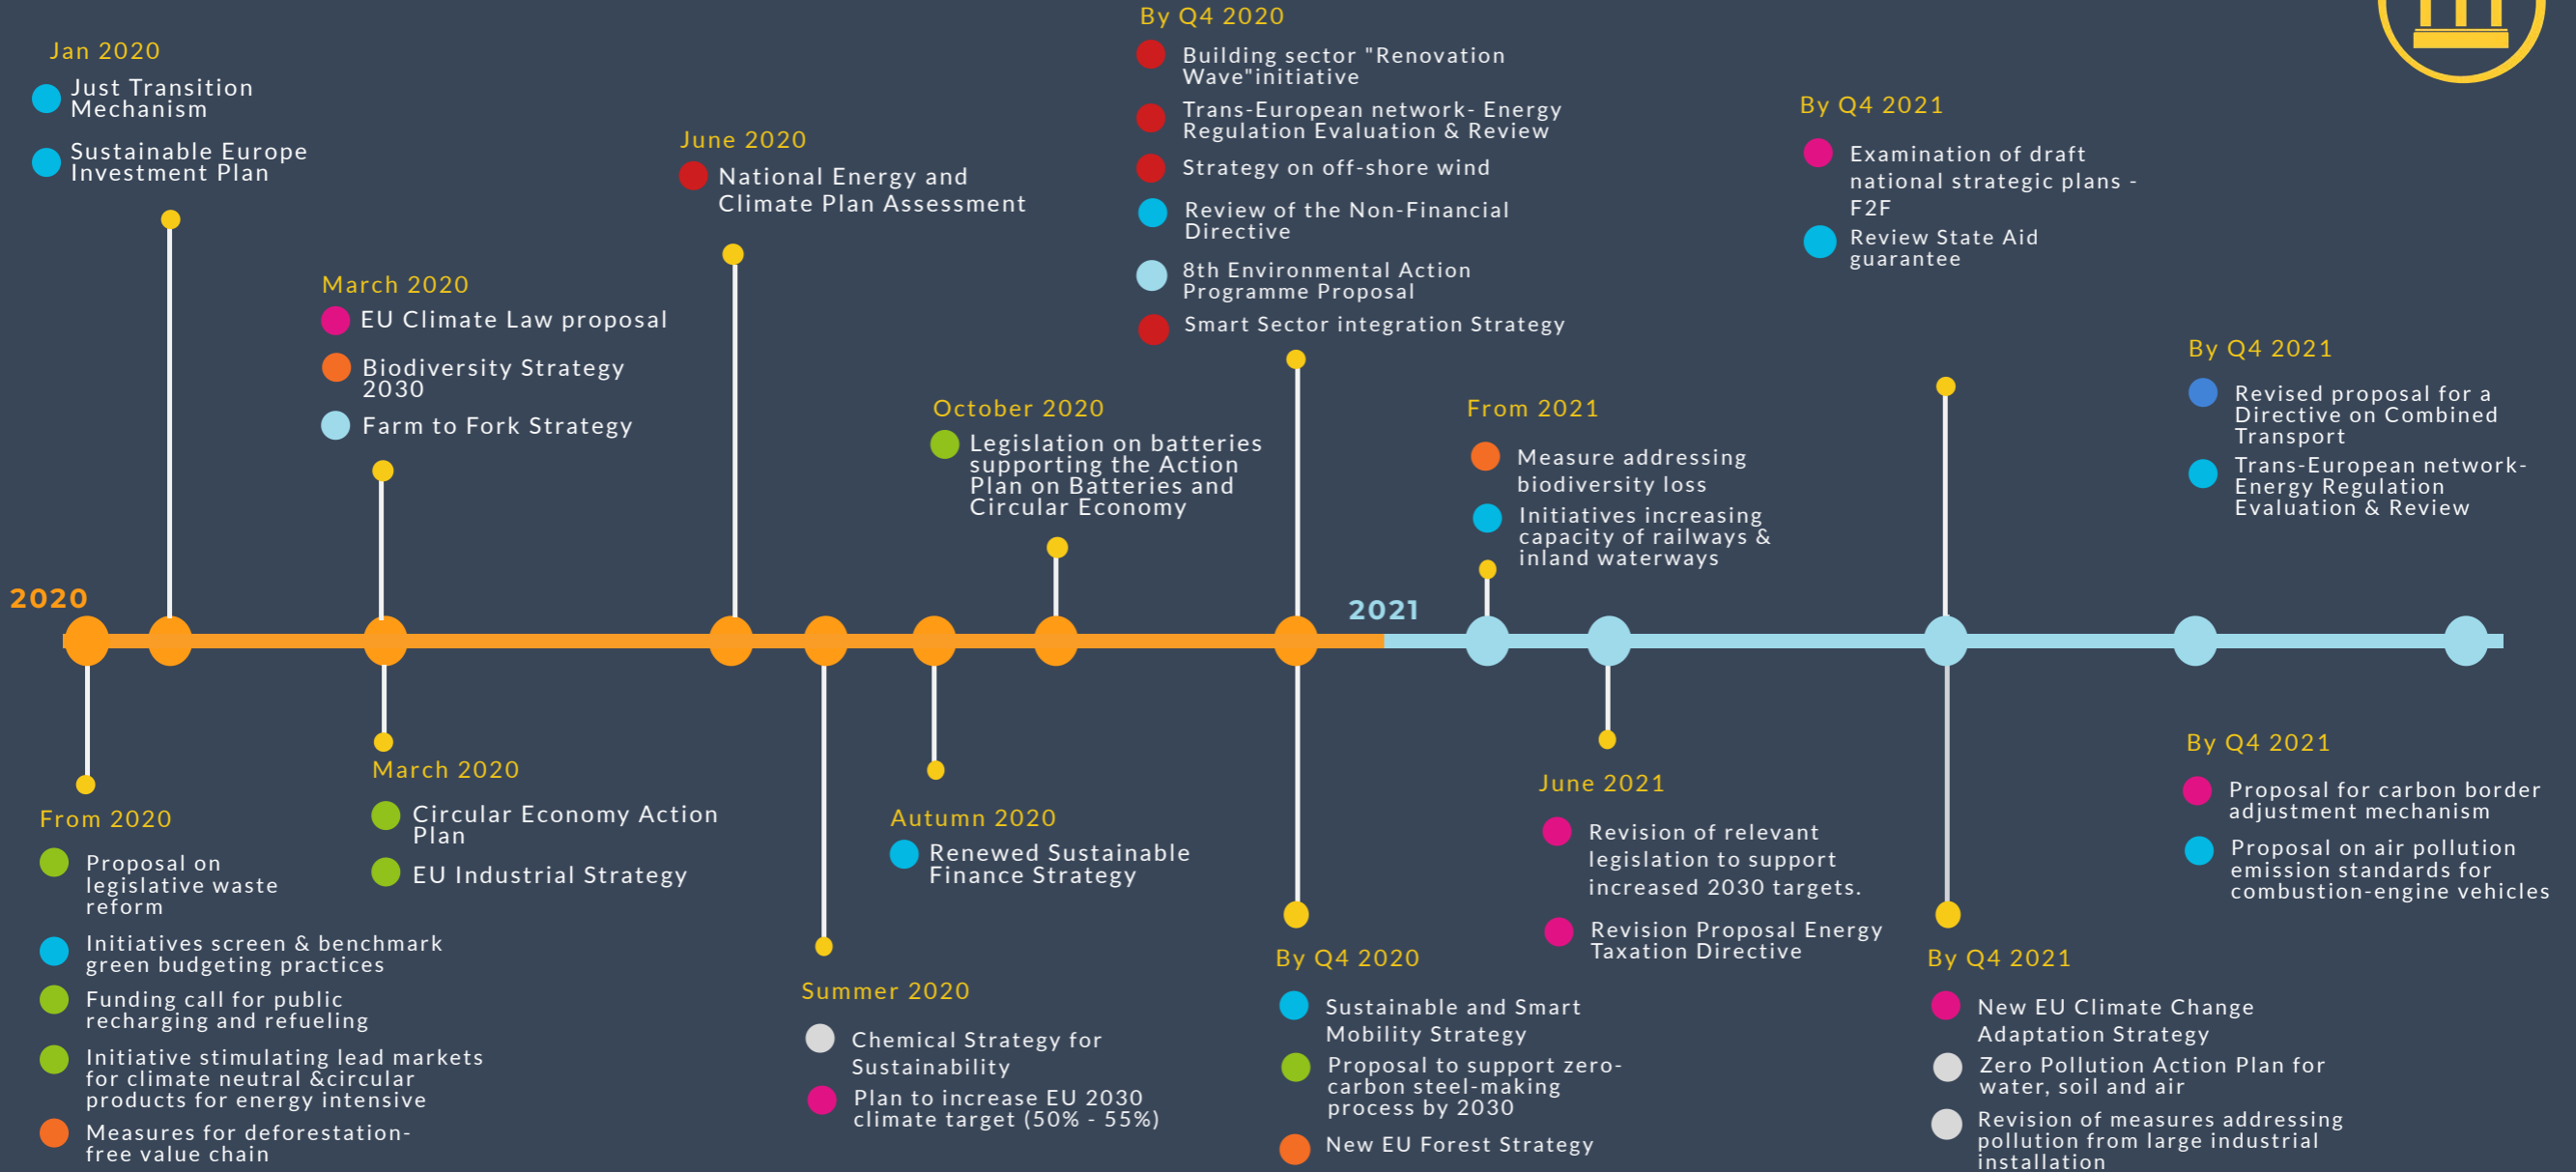 Jan 2020
Just Transition
Mechanism
Sustainable Europe
Investment Plan
March 2020
EU Climate Law proposal
Biodiversity Strategy
2030
Farm to Fork Strategy
June 2020
National Energy and
Climate Plan Assessment
October 2020
Legislation on batteries
supporting the Action
Plan on Batteries and
Circular Economy
By Q4 2020
Building sector "Renovation
Wave"initiative
Trans-European network- Energy
Regulation Evaluation & Review
Strategy on off-shore wind
Review of the Non-Financial
Directive
8th Environmental Action
Programme Proposal
Smart Sector integration Strategy
From 2021
Measure addressing
biodiversity loss
Initiatives increasing
capacity of railways &
inland waterways
By Q4 2021
Examination of draft
national strategic plans -
F2F
Review State Aid
guarantee
By Q4 2021
Revised proposal for a
Directive on Combined
Transport
Trans-European network-
Energy Regulation
Evaluation & Review
2020
2021
From 2020
Proposal on
legislative waste
reform
Initiatives screen & benchmark
green budgeting practices
Funding call for public
recharging and refueling
Initiative stimulating lead markets
for climate neutral &circular
products for energy intensive
Measures for deforestation-
free value chain
March 2020
Circular Economy Action
Plan
EU Industrial Strategy
Summer 2020
Chemical Strategy for
Sustainability
Plan to increase EU 2030
climate target (50% - 55%)
Autumn 2020
Renewed Sustainable
Finance Strategy
By Q4 2020
Sustainable and Smart
Mobility Strategy
Proposal to support zero-
carbon steel-making
process by 2030
New EU Forest Strategy
June 2021
Revision of relevant
legislation to support
increased 2030 targets.
Revision Proposal Energy
Taxation Directive
By Q4 2021
New EU Climate Change
Adaptation Strategy
Zero Pollution Action Plan for
water, soil and air
Revision of measures addressing
pollution from large industrial
installation
By Q4 2021
Proposal for carbon border
adjustment mechanism
Proposal on air pollution
emission standards for
combustion-engine vehicles